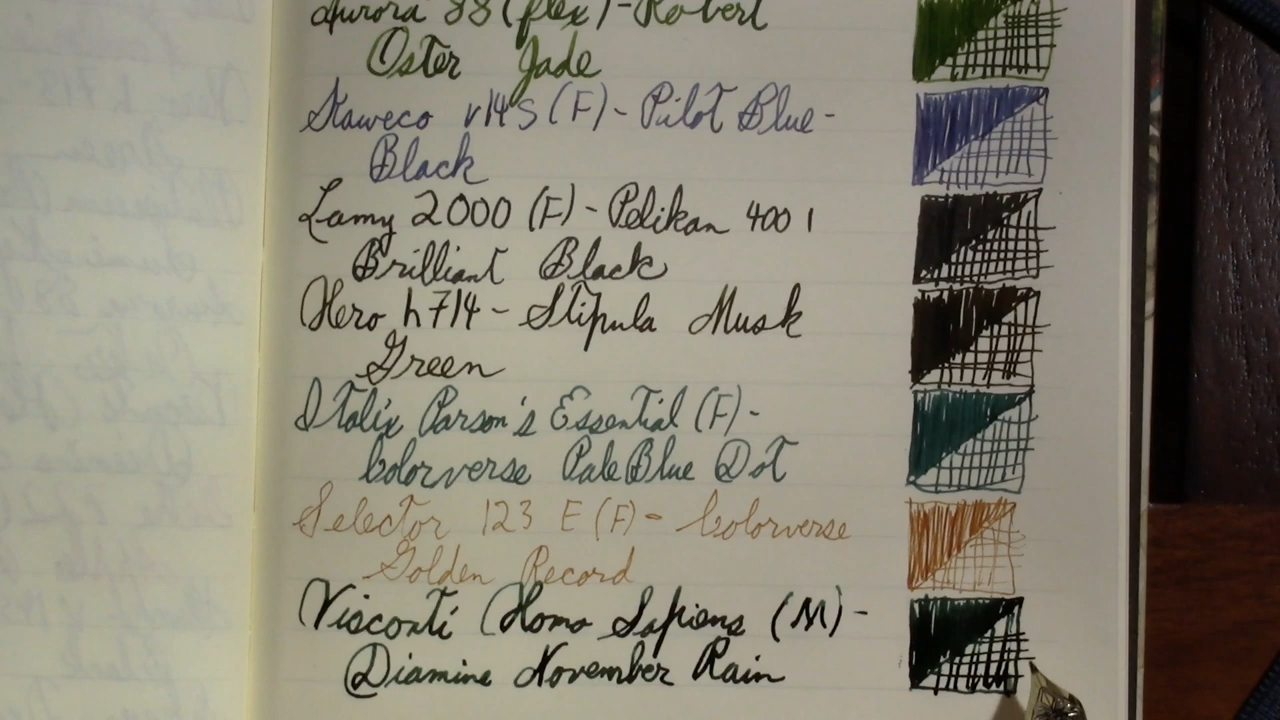 Aurora 88 (flex) - Robert
Oster Jade
Kaweco v14S (F) - Pilot Blue-
Black
Lamy 2000 (F) - Pelikan 4001
Brilliant Black
Hero h714 - Stipula Musk
Green
Italix Parson's Essential (F) -
Colorverse Pale Blue Dot
Selector 123 E (F) - Colorverse
Golden Record
Visconti Homo Sapiens (M) -
Diamine November Rain